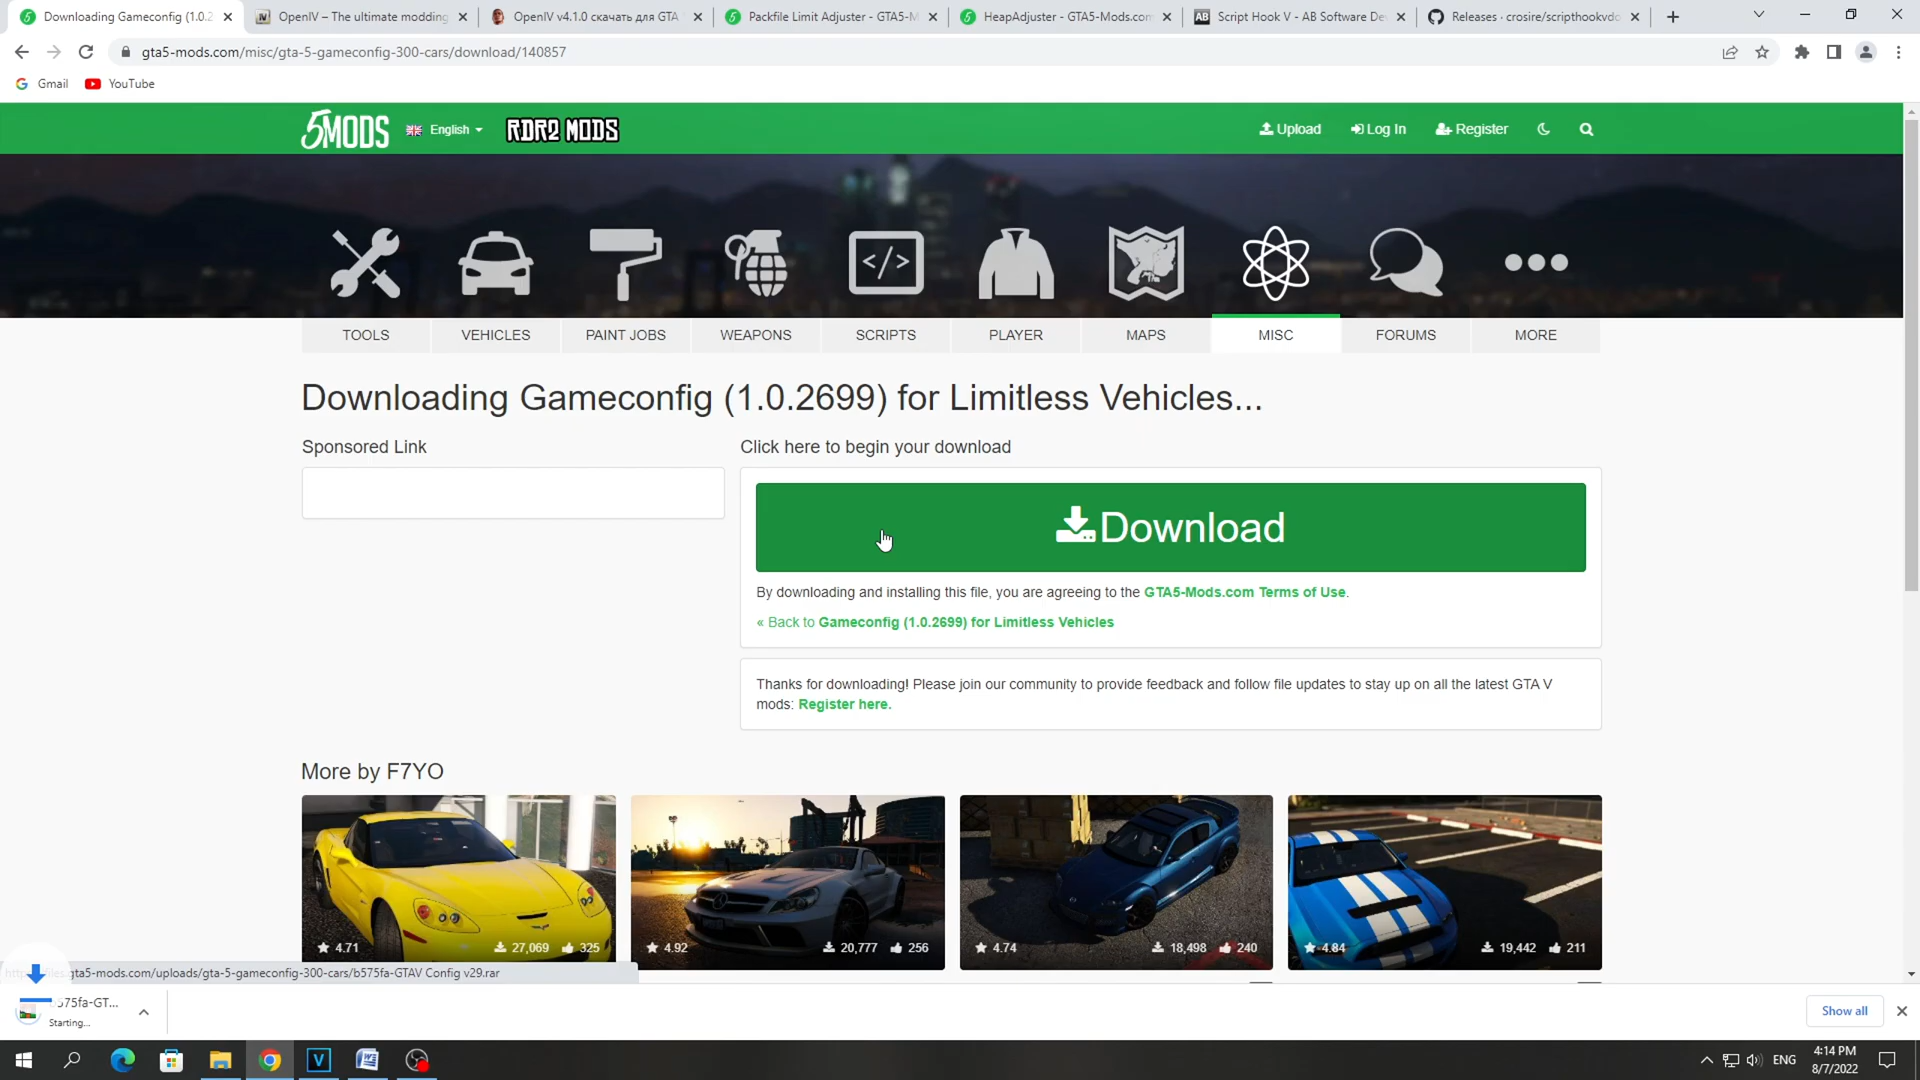 Downloading Gameconfig (1.0.2
OpenIV – The ultimate modding
OpenIV v4.1.0 скачать для GTA
Packfile Limit Adjuster - GTA5-M
HeapAdjuster - GTA5-Mods.com
AB Script Hook V - AB Software De
Releases · crosire/scripthookvdo
gta5-mods.com/misc/gta-5-gameconfig-300-cars/download/140857
Gmail
YouTube
5MODS
English
RDR2 MODS
Upload
Log In
Register
TOOLS
VEHICLES
PAINT JOBS
WEAPONS
SCRIPTS
PLAYER
MAPS
MISC
FORUMS
MORE
Downloading Gameconfig (1.0.2699) for Limitless Vehicles...
Sponsored Link
Click here to begin your download
Download
By downloading and installing this file, you are agreeing to the GTA5-Mods.com Terms of Use.
« Back to Gameconfig (1.0.2699) for Limitless Vehicles
Thanks for downloading! Please join our community to provide feedback and follow file updates to stay up on all the latest GTA V
mods: Register here.
More by F7YO
4.71 27,069 325
4.92 20,777 256
4.74 18,498 240
4.84 19,442 211
gta5-mods.com/uploads/gta-5-gameconfig-300-cars/b575fa-GTAV Config v29.rar
575fa-GT...
Starting...
Show all
ENG
4:14 PM
8/7/2022